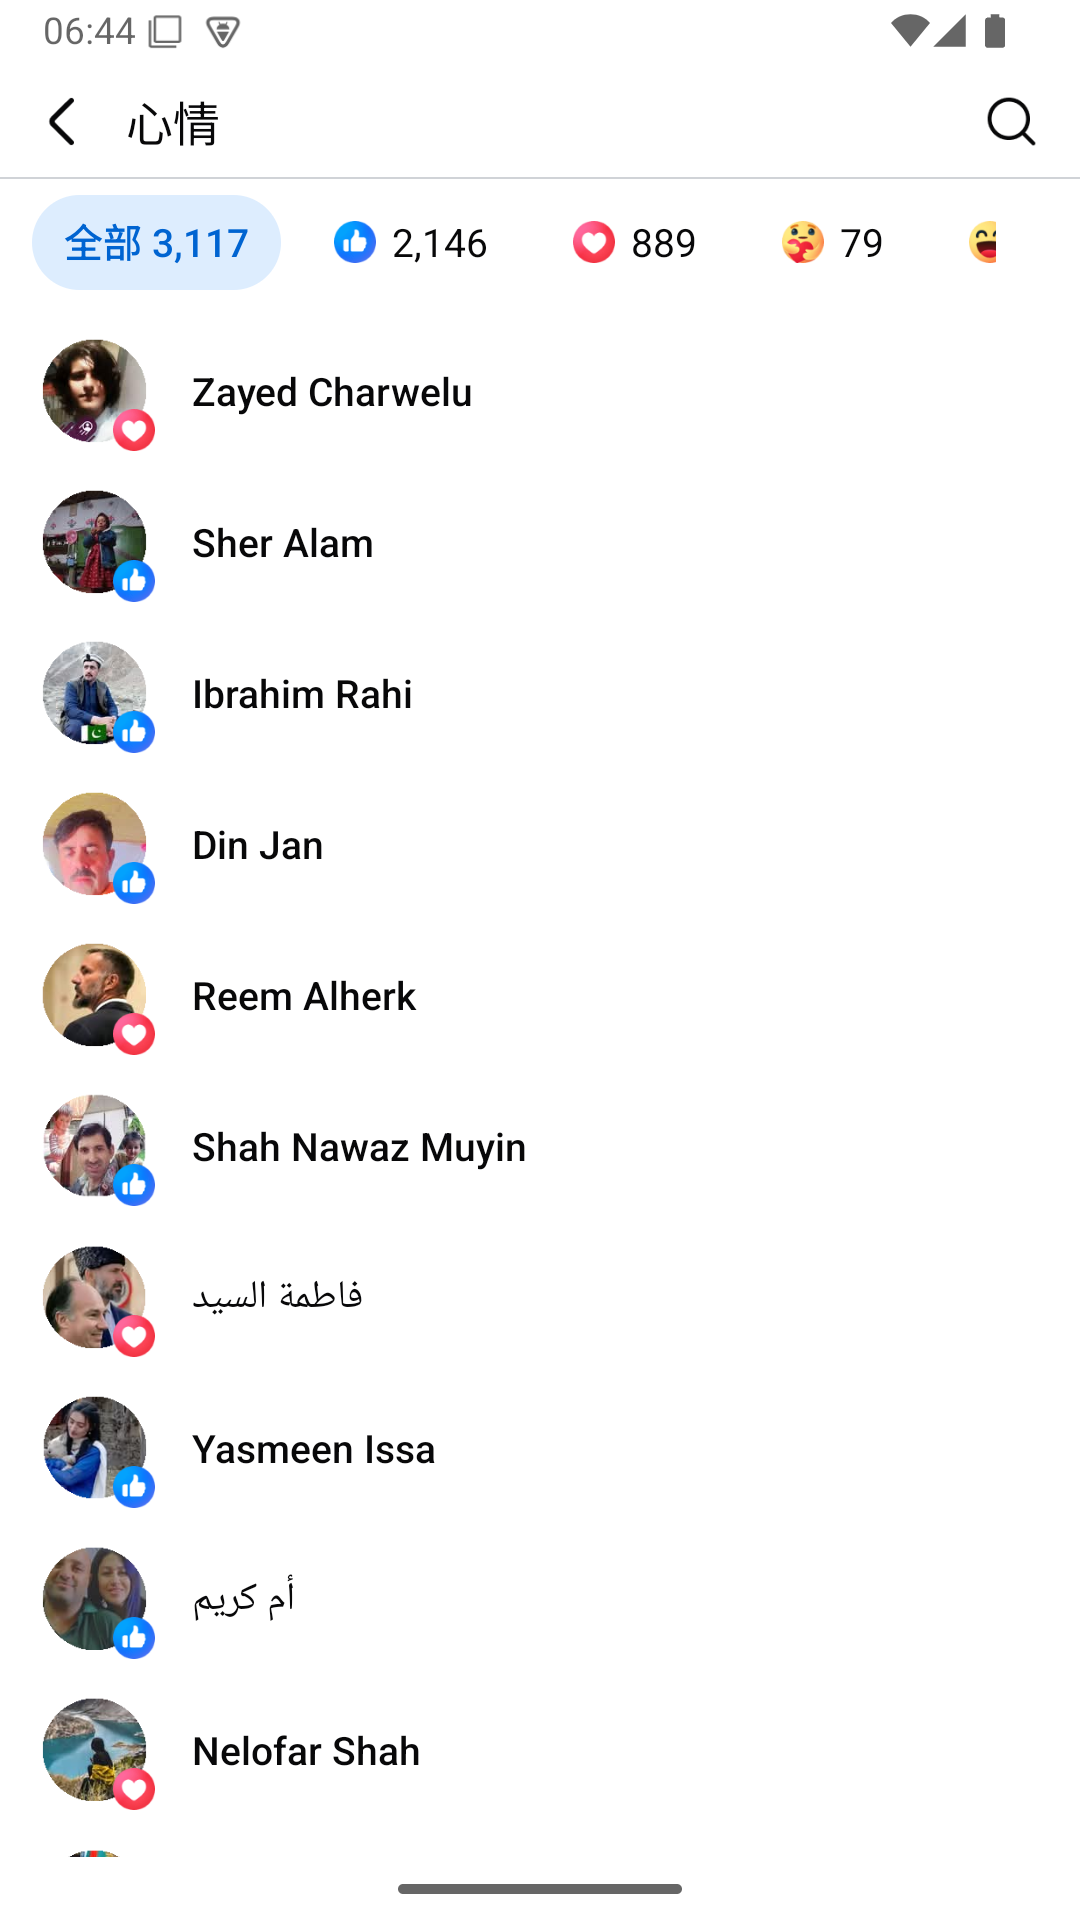 06:44
心情
全部 3,117
2,146
889
79
Zayed Charwelu
Sher Alam
Ibrahim Rahi
Din Jan
Reem Alherk
Shah Nawaz Muyin
فاطمة السيد
Yasmeen Issa
أم كريم
Nelofar Shah